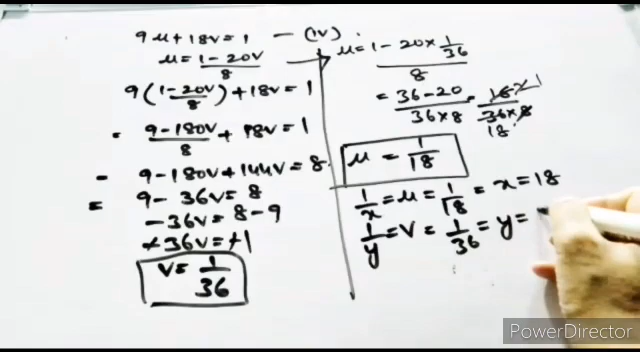 9u+18v=1 — (iv).
u = 1-20v/8
9(1-20v/8)+18v=1
= 9-180v/8 + 18v=1
- 9-180v+144v=8
= 9-36v=8
-36v=8-9
+36v=+1
v= 1/36
u=1-20×1/36 / 8
= 36-20/36×8 = 16×1/36×8
18
u = 1/18
1/x = u = 1/18 = x=18
1/y = v = 1/36 = y=
PowerDirector